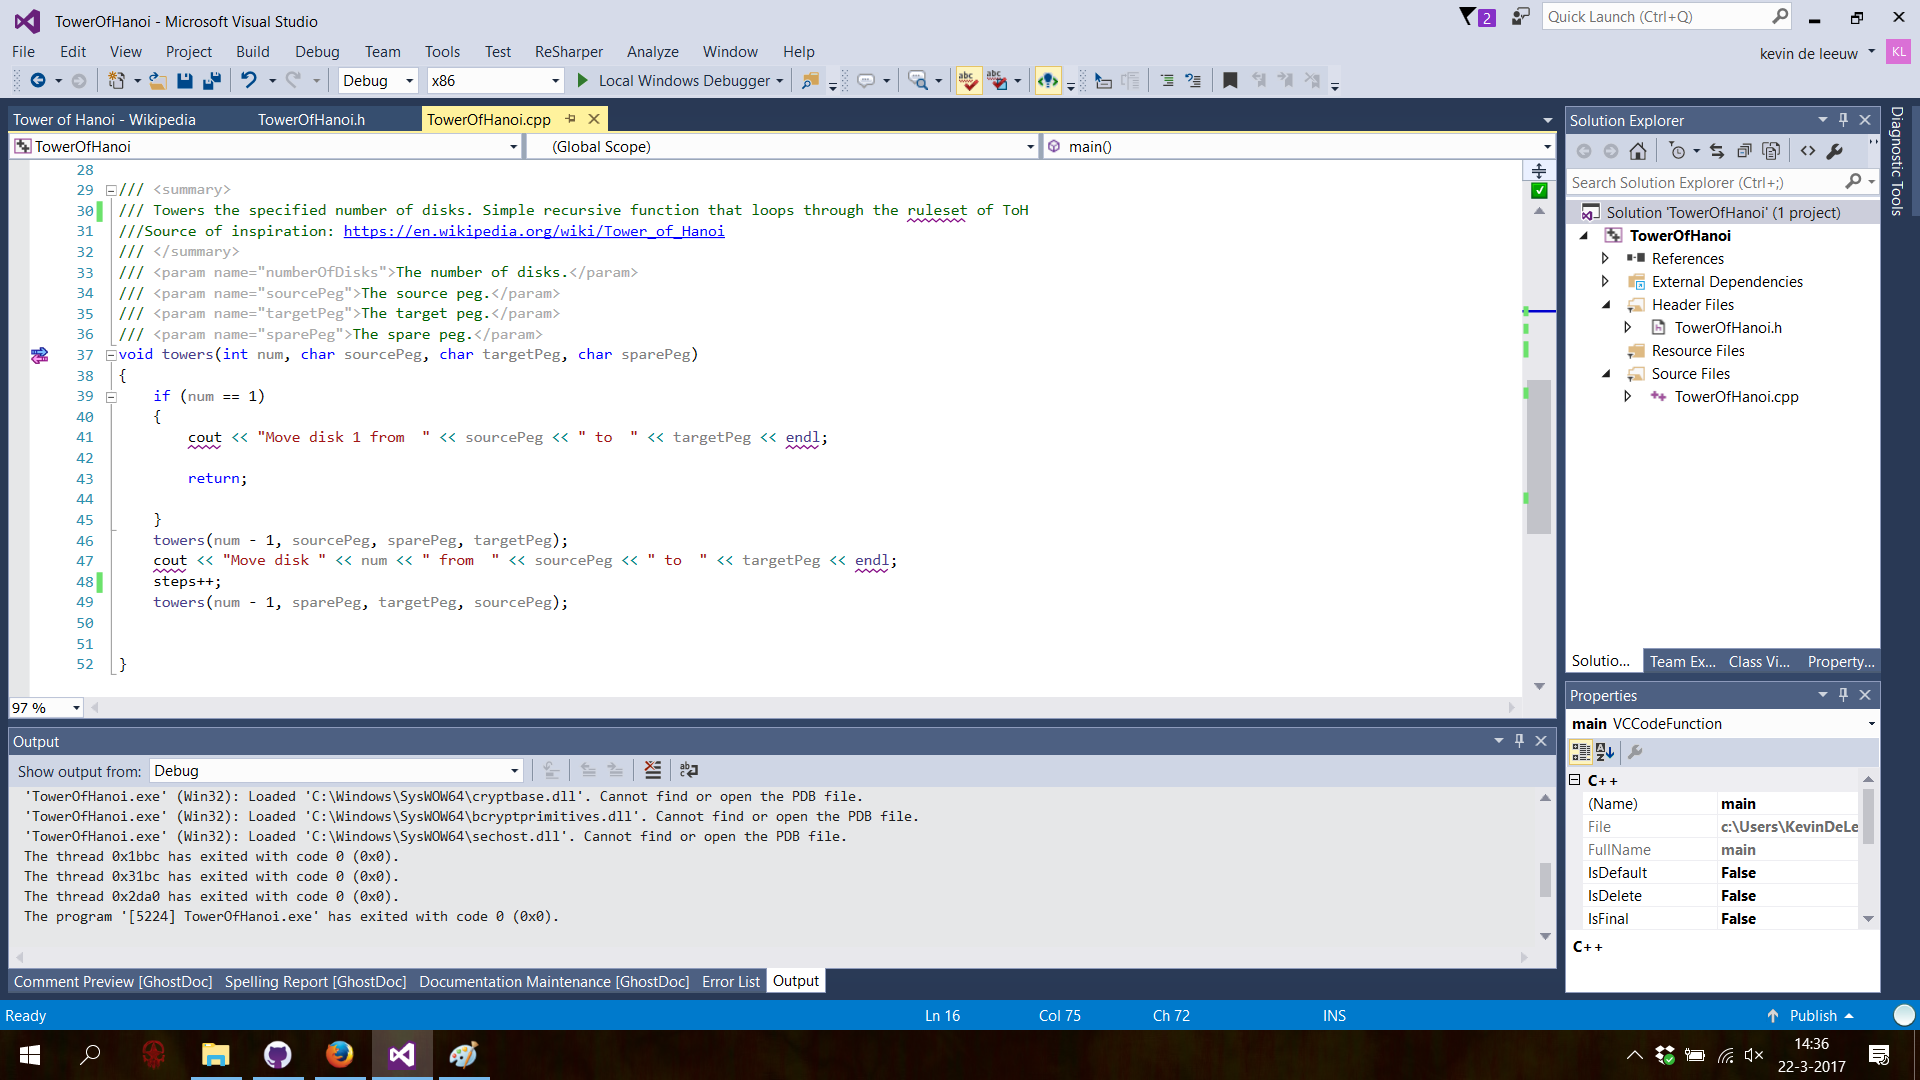 TowerOfHanoi - Microsoft Visual Studio
2
Quick Launch (Ctrl+Q)
File Edit View Project Build Debug Team Tools Test ReSharper Analyze Window Help
kevin de leeuw KL
Debug x86 Local Windows Debugger
Tower of Hanoi - Wikipedia TowerOfHanoi.h TowerOfHanoi.cpp
TowerOfHanoi (Global Scope) main()
28
29 /// <summary>
30 /// Towers the specified number of disks. Simple recursive function that loops through the ruleset of ToH
31 ///Source of inspiration: https://en.wikipedia.org/wiki/Tower_of_Hanoi
32 /// </summary>
33 /// <param name="numberOfDisks">The number of disks.</param>
34 /// <param name="sourcePeg">The source peg.</param>
35 /// <param name="targetPeg">The target peg.</param>
36 /// <param name="sparePeg">The spare peg.</param>
37 void towers(int num, char sourcePeg, char targetPeg, char sparePeg)
38 {
39 if (num == 1)
40 {
41 cout << "Move disk 1 from  " << sourcePeg << " to  " << targetPeg << endl;
42
43 return;
44
45 }
46 towers(num - 1, sourcePeg, sparePeg, targetPeg);
47 cout << "Move disk " << num << " from  " << sourcePeg << " to  " << targetPeg << endl;
48 steps++;
49 towers(num - 1, sparePeg, targetPeg, sourcePeg);
50
51
52 }
97 %
Output
Show output from: Debug
'TowerOfHanoi.exe' (Win32): Loaded 'C:\Windows\SysWOW64\cryptbase.dll'. Cannot find or open the PDB file.
'TowerOfHanoi.exe' (Win32): Loaded 'C:\Windows\SysWOW64\bcryptprimitives.dll'. Cannot find or open the PDB file.
'TowerOfHanoi.exe' (Win32): Loaded 'C:\Windows\SysWOW64\sechost.dll'. Cannot find or open the PDB file.
The thread 0x1bbc has exited with code 0 (0x0).
The thread 0x31bc has exited with code 0 (0x0).
The thread 0x2da0 has exited with code 0 (0x0).
The program '[5224] TowerOfHanoi.exe' has exited with code 0 (0x0).
Comment Preview [GhostDoc] Spelling Report [GhostDoc] Documentation Maintenance [GhostDoc] Error List Output
Solution Explorer
Search Solution Explorer (Ctrl+;)
Solution 'TowerOfHanoi' (1 project)
TowerOfHanoi
References
External Dependencies
Header Files
TowerOfHanoi.h
Resource Files
Source Files
TowerOfHanoi.cpp
Solutio... Team Ex... Class Vi... Property...
Properties
main VCCodeFunction
C++
(Name) main
File c:\Users\KevinDeLe
FullName main
IsDefault False
IsDelete False
IsFinal False
C++
Diagnostic Tools
Ready Ln 16 Col 75 Ch 72 INS Publish
14:36
22-3-2017